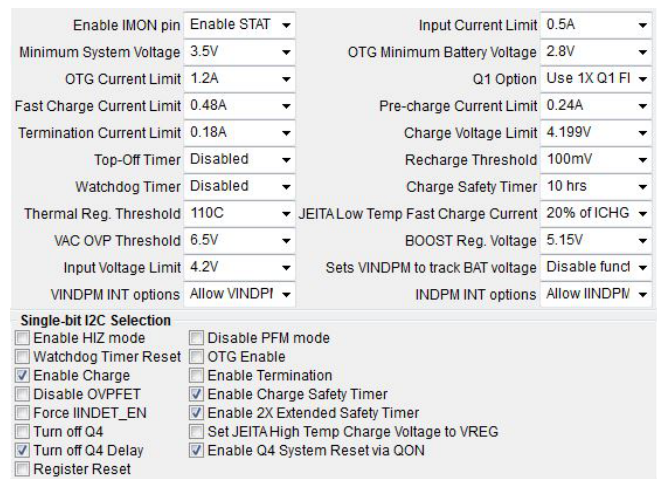 Enable IMON pin Enable STAT Input Current Limit 0.5A
Minimum System Voltage 3.5V OTG Minimum Battery Voltage 2.8V
OTG Current Limit 1.2A Q1 Option Use 1X Q1 FI
Fast Charge Current Limit 0.48A Pre-charge Current Limit 0.24A
Termination Current Limit 0.18A Charge Voltage Limit 4.199V
Top-Off Timer Disabled Recharge Threshold 100mV
Watchdog Timer Disabled Charge Safety Timer 10 hrs
Thermal Reg. Threshold 110C JEITA Low Temp Fast Charge Current 20% of ICHG
VAC OVP Threshold 6.5V BOOST Reg. Voltage 5.15V
Input Voltage Limit 4.2V Sets VINDPM to track BAT voltage Disable funct
VINDPM INT options Allow VINDPI INDPM INT options Allow IINDPM
Single-bit I2C Selection
Enable HIZ mode Disable PFM mode
Watchdog Timer Reset OTG Enable
Enable Charge Enable Termination
Disable OVPFET Enable Charge Safety Timer
Force IINDET_EN Enable 2X Extended Safety Timer
Turn off Q4 Set JEITA High Temp Charge Voltage to VREG
Turn off Q4 Delay Enable Q4 System Reset via QON
Register Reset